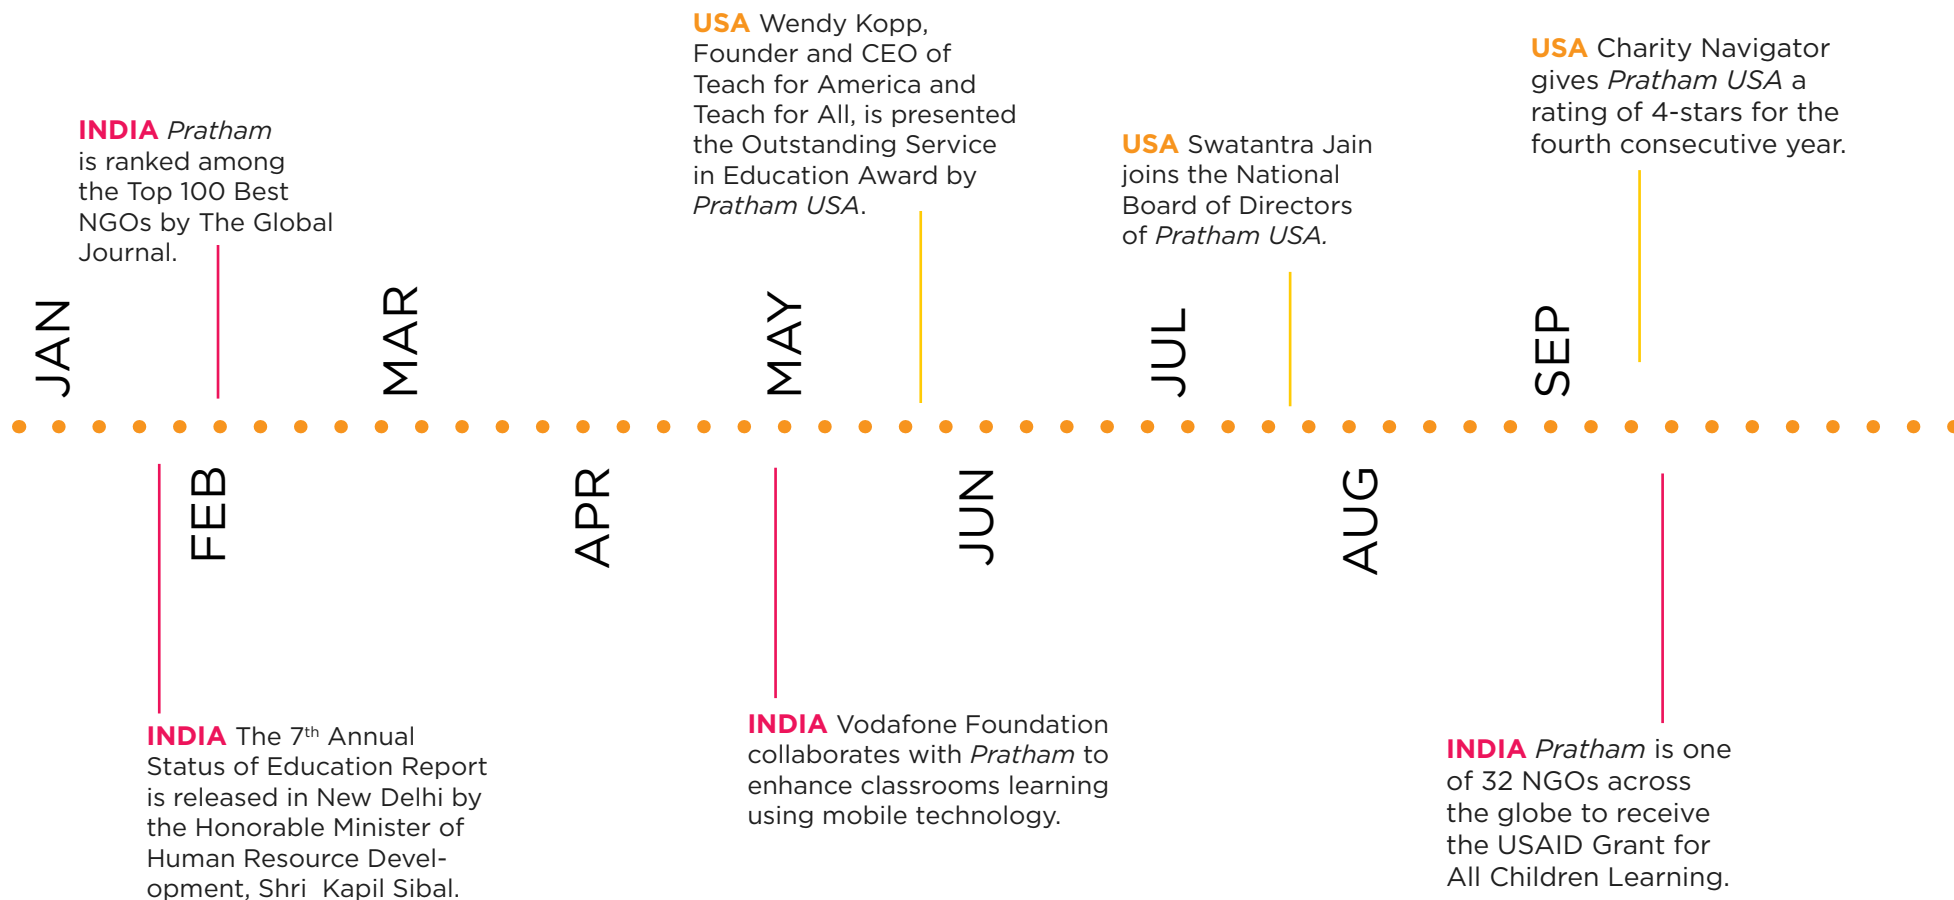 INDIA Pratham
is ranked among
the Top 100 Best
NGOs by The Global
Journal.
USA Wendy Kopp,
Founder and CEO of
Teach for America and
Teach for All, is presented
the Outstanding Service
in Education Award by
Pratham USA.
USA Swatantra Jain
joins the National
Board of Directors
of Pratham USA.
USA Charity Navigator
gives Pratham USA a
rating of 4-stars for the
fourth consecutive year.
JAN
FEB
MAR
APR
MAY
JUN
JUL
AUG
SEP
INDIA The 7th Annual
Status of Education Report
is released in New Delhi by
the Honorable Minister of
Human Resource Devel-
opment, Shri Kapil Sibal.
INDIA Vodafone Foundation
collaborates with Pratham to
enhance classrooms learning
using mobile technology.
INDIA Pratham is one
of 32 NGOs across
the globe to receive
the USAID Grant for
All Children Learning.